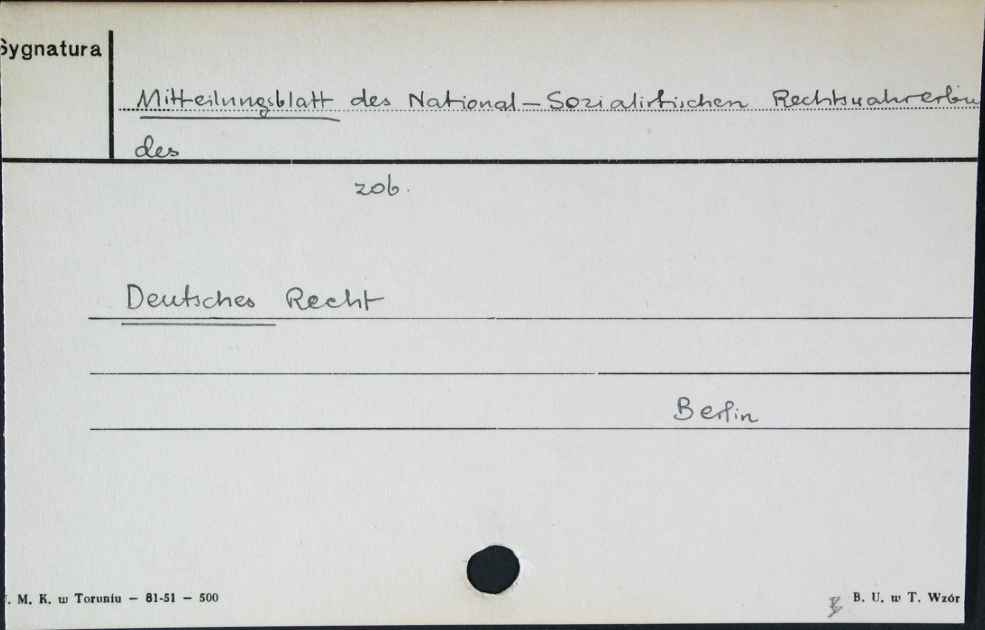 Sygnatura
Mitteilungsblatt des National-Sozialistischen Rechtswahrerbu
des
zob.
Deutsches Recht
Berlin
. M. K. w Toruniu — 81-51 — 500
B. U. w T. Wzór